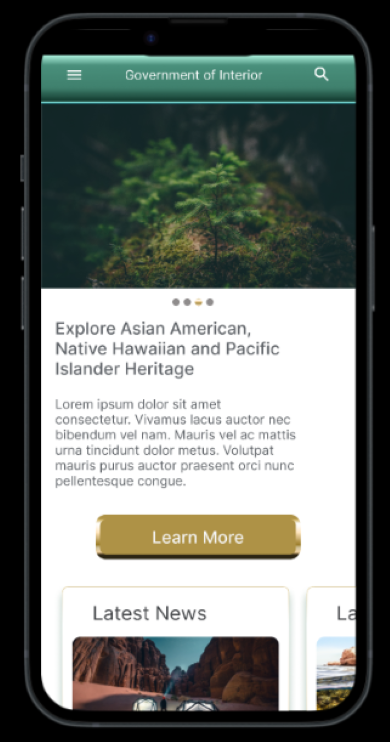 Government of Interior
Explore Asian American,
Native Hawaiian and Pacific
Islander Heritage
Lorem ipsum dolor sit amet
consectetur. Vivamus lacus auctor nec
bibendum vel nam. Mauris vel ac mattis
urna tincidunt dolor metus. Volutpat
mauris purus auctor praesent orci nunc
pellentesque congue.
Learn More
Latest News
La